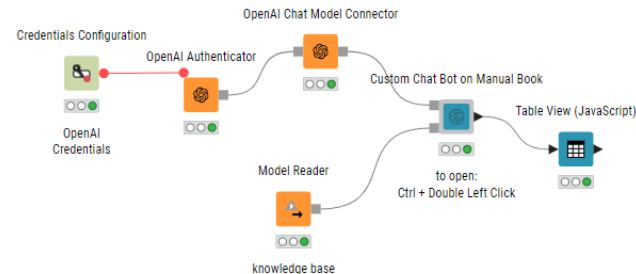 OpenAI Chat Model Connector
Credentials Configuration
OpenAI Authenticator
Custom Chat Bot on Manual Book
Table View (JavaScript)
OpenAI
Credentials
Model Reader
to open:
Ctrl + Double Left Click
knowledge base